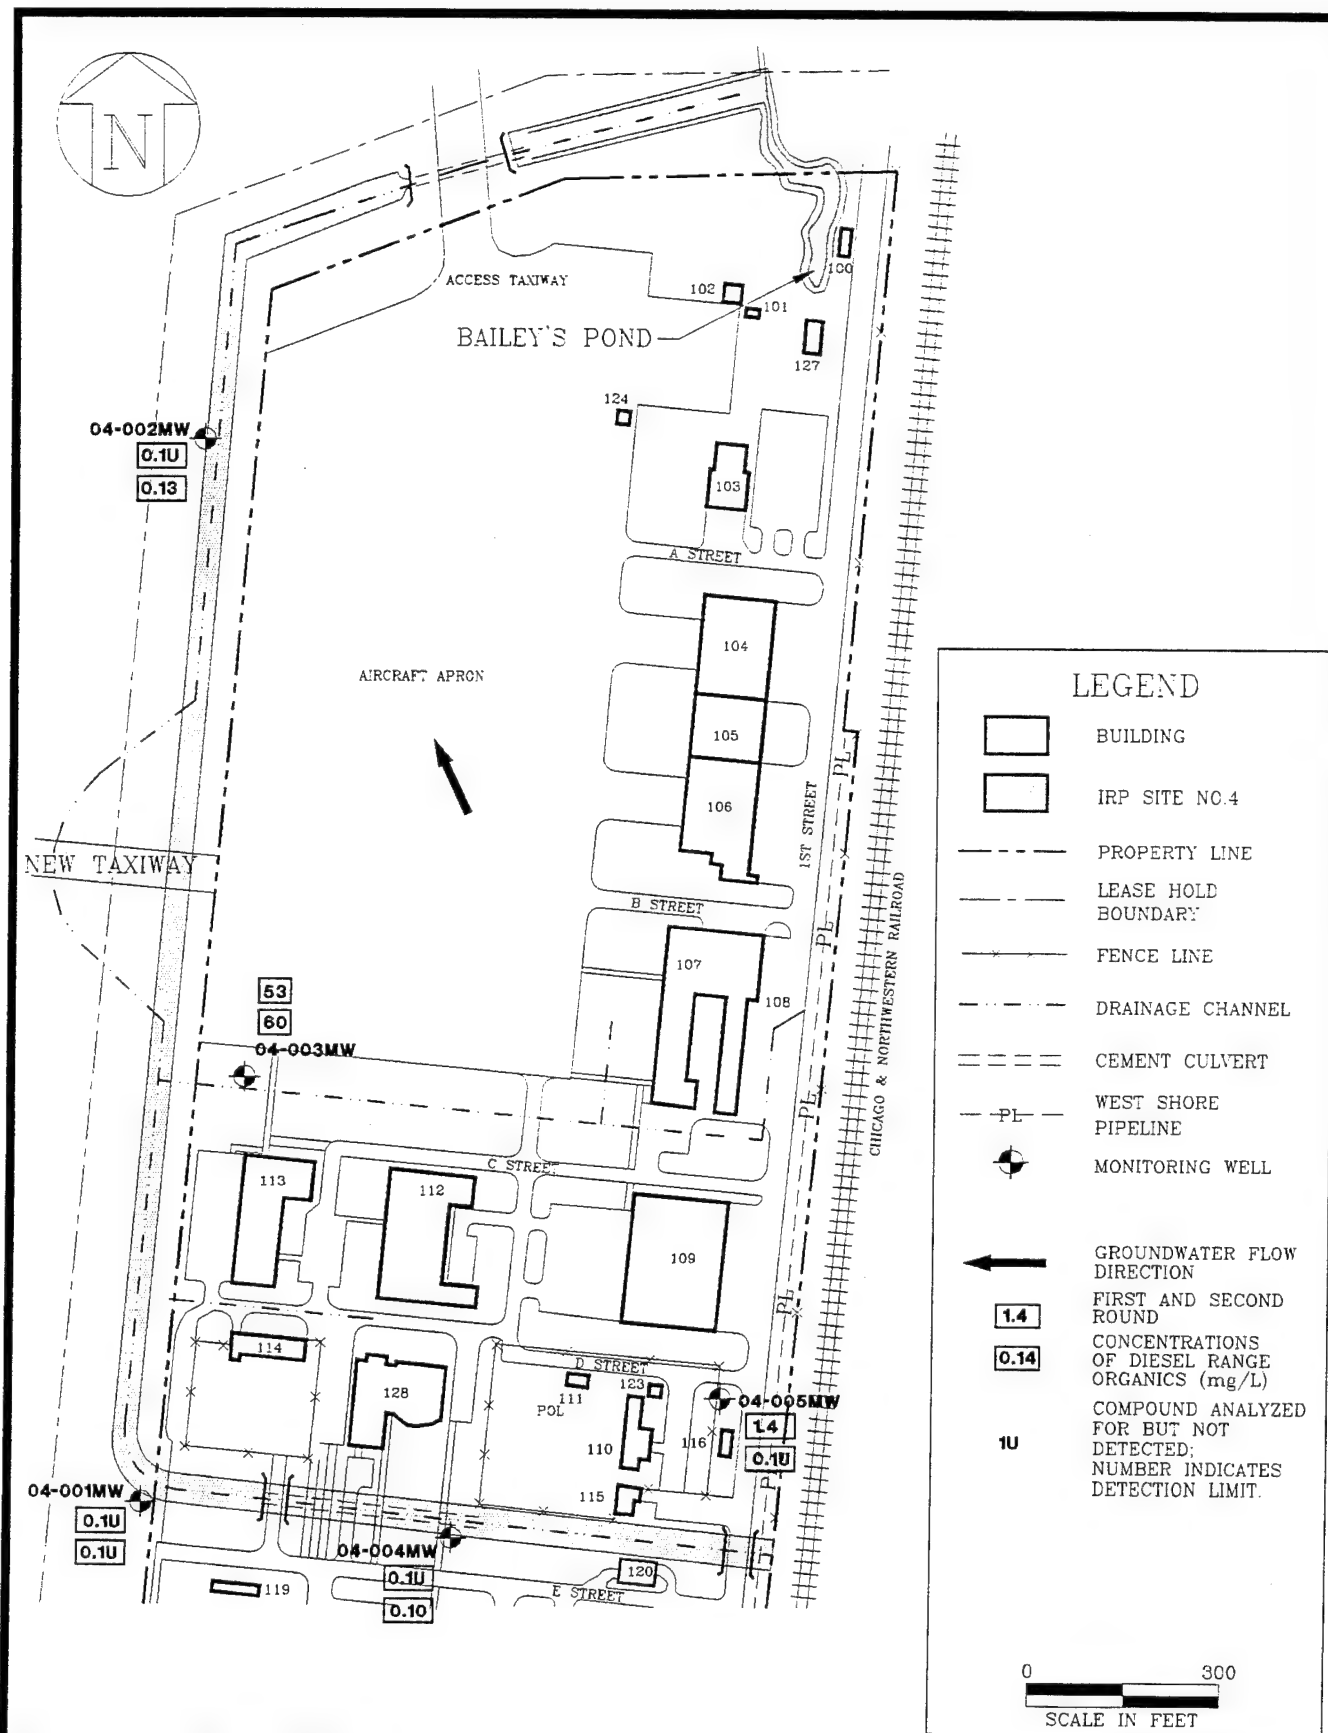 N
ACCESS TAXIWAY
102
101
100
BAILEY'S POND
127
124
04-002MW
0.1U
0.13
103
A STREET
104
AIRCRAFT APRON
105
106
1ST STREET
PL
NEW TAXIWAY
B STREET
PL
CHICAGO & NORTHWESTERN RAILROAD
107
108
53
60
04-003MW
PL
C STREET
113
112
109
PL
114
D STREET
128
111
POL
123
04-005MW
1.4
0.1U
110
116
115
04-001MW
0.1U
0.1U
04-004MW
0.1U
0.10
119
120
E STREET
LEGEND
BUILDING
IRP SITE NO.4
PROPERTY LINE
LEASE HOLD
BOUNDARY
FENCE LINE
DRAINAGE CHANNEL
CEMENT CULVERT
PL
WEST SHORE
PIPELINE
MONITORING WELL
GROUNDWATER FLOW
DIRECTION
1.4
0.14
FIRST AND SECOND
ROUND
CONCENTRATIONS
OF DIESEL RANGE
ORGANICS (mg/L)
1U
COMPOUND ANALYZED
FOR BUT NOT
DETECTED;
NUMBER INDICATES
DETECTION LIMIT.
0 300
SCALE IN FEET